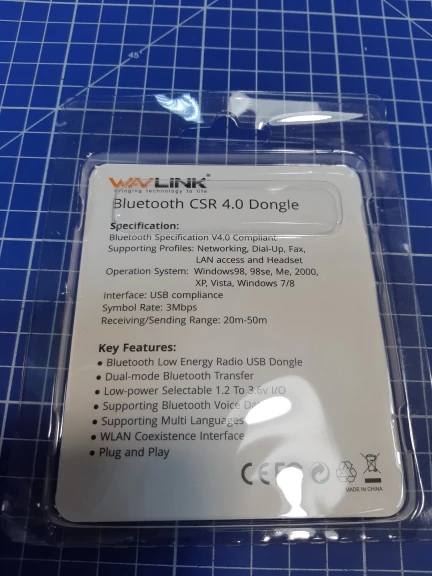 45°
WAVLINK®
Bringing technology to life
Bluetooth CSR 4.0 Dongle
Specification:
Bluetooth Specification V4.0 Compliant
Supporting Profiles: Networking, Dial-Up, Fax,
LAN access and Headset
Operation System: Windows98, 98se, Me, 2000,
XP, Vista, Windows 7/8
Interface: USB compliance
Symbol Rate: 3Mbps
Receiving/Sending Range: 20m-50m
Key Features:
• Bluetooth Low Energy Radio USB Dongle
• Dual-mode Bluetooth Transfer
• Low-power Selectable 1.2 To 3.6v I/O
• Supporting Bluetooth Voice
• Supporting Multi Languages
• WLAN Coexistence Interface
• Plug and Play
CE FC
MADE IN CHINA